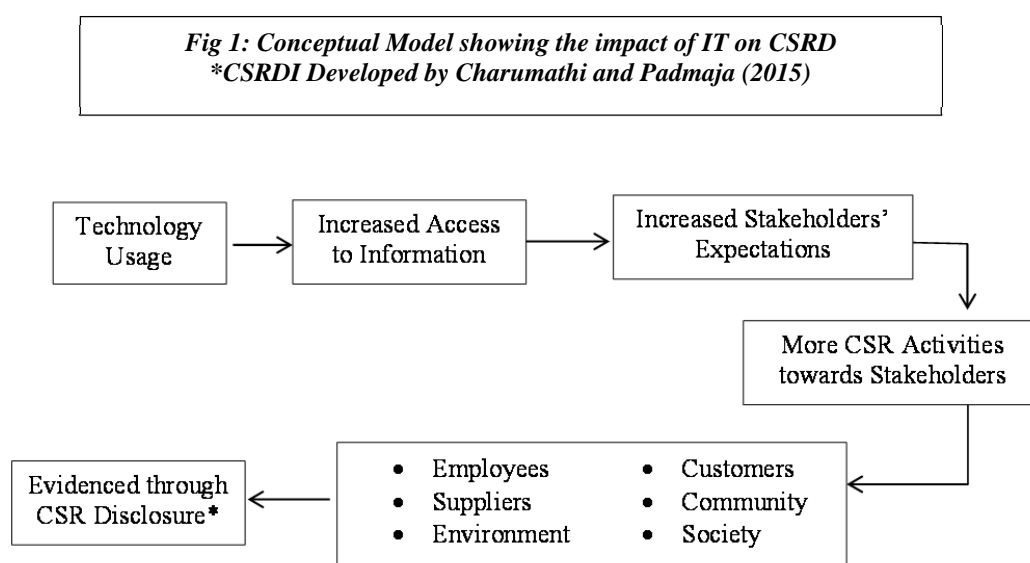 Fig 1: Conceptual Model showing the impact of IT on CSRD
*CSRDI Developed by Charumathi and Padmaja (2015)
Technology
Usage
Increased Access
to Information
Increased Stakeholders’
Expectations
More CSR Activities
towards Stakeholders
• Employees
• Suppliers
• Environment
• Customers
• Community
• Society
Evidenced through
CSR Disclosure*